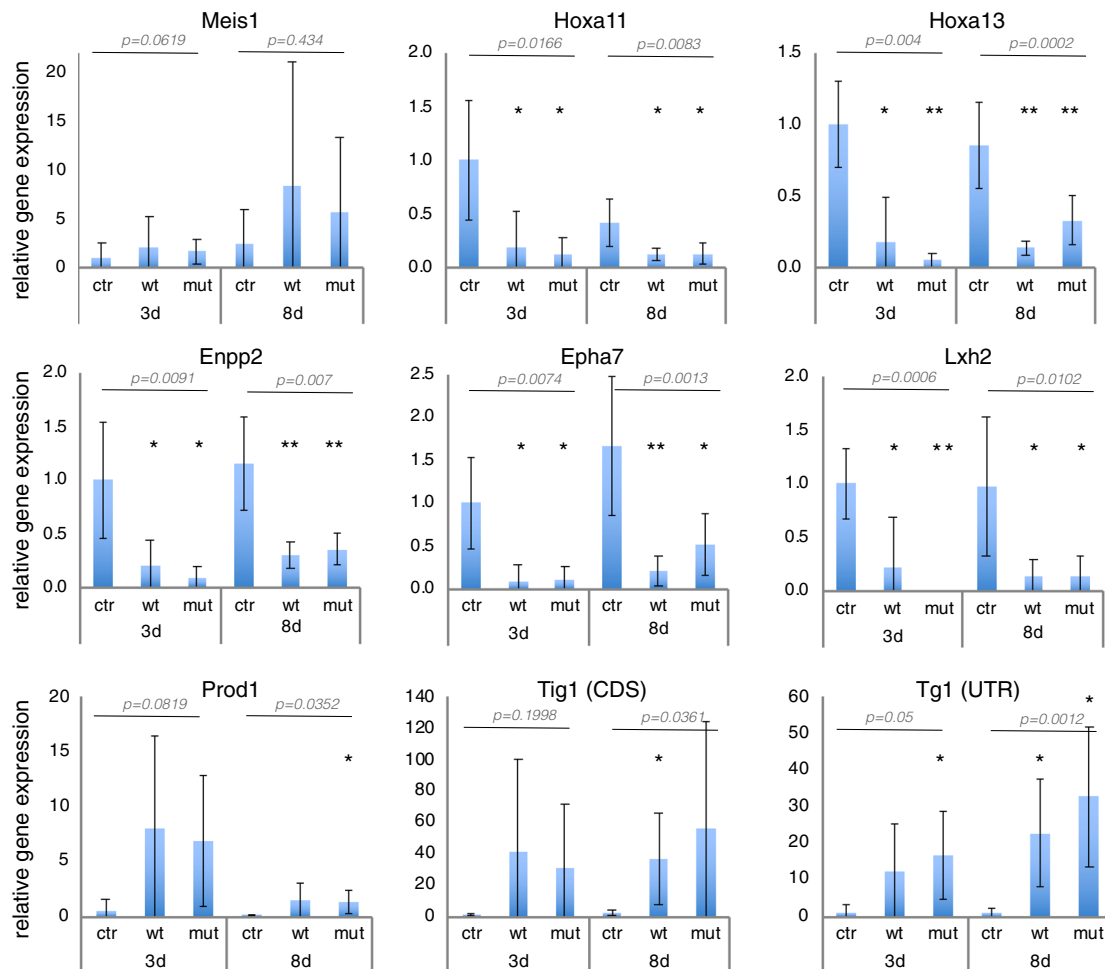 Meis1
Hoxa11
Hoxa13
relative gene expression
p=0.0619
p=0.434
20
15
10
5
0
ctr wt mut ctr wt mut
3d 8d
p=0.0166
p=0.0083
2.0
1.5
1.0
0.5
0.0
* * * *
ctr wt mut ctr wt mut
3d 8d
p=0.004
p=0.0002
1.5
1.0
0.5
0.0
* ** ** **
ctr wt mut ctr wt mut
3d 8d
Enpp2
Epha7
Lxh2
relative gene expression
p=0.0091
p=0.007
2.0
1.5
1.0
0.5
0.0
* * ** **
ctr wt mut ctr wt mut
3d 8d
p=0.0074
p=0.0013
2.5
2.0
1.5
1.0
0.5
0.0
* * ** *
ctr wt mut ctr wt mut
3d 8d
p=0.0006
p=0.0102
2.0
1.5
1.0
0.5
0.0
* ** * *
ctr wt mut ctr wt mut
3d 8d
Prod1
Tig1 (CDS)
Tg1 (UTR)
relative gene expression
p=0.0819
p=0.0352
20
15
10
5
0
*
ctr wt mut ctr wt mut
3d 8d
p=0.1998
p=0.0361
140
120
100
80
60
40
20
0
*
ctr wt mut ctr wt mut
3d 8d
p=0.05
p=0.0012
60
50
40
30
20
10
0
* * *
ctr wt mut ctr wt mut
3d 8d